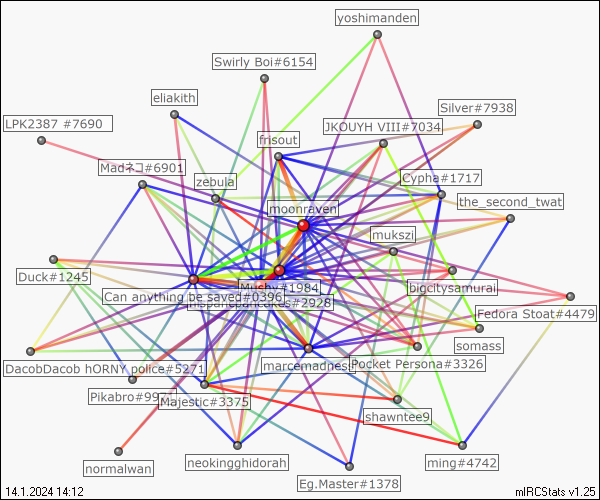 yoshimanden
Swirly Boi#6154
eliakith
Silver#7938
LPK2387 #7690
JKOUYH VIII#7034
frisout
Madネコ#6901
Cypha#1717
zebula
the_second_twat
moonraven
mukszi
Duck#1245
bigcitysamurai
Mushy#1984
Can anything be saved#0396
#2928
Fedora Stoat#4479
somass
DacobDacob hORNY police#5271
marcemadness
Pocket Persona#3326
Pikabro#99
Majestic#3375
shawntee9
normalwan
neokingghidorah
ming#4742
Eg.Master#1378
14.1.2024 14:12
mIRCStats v1.25